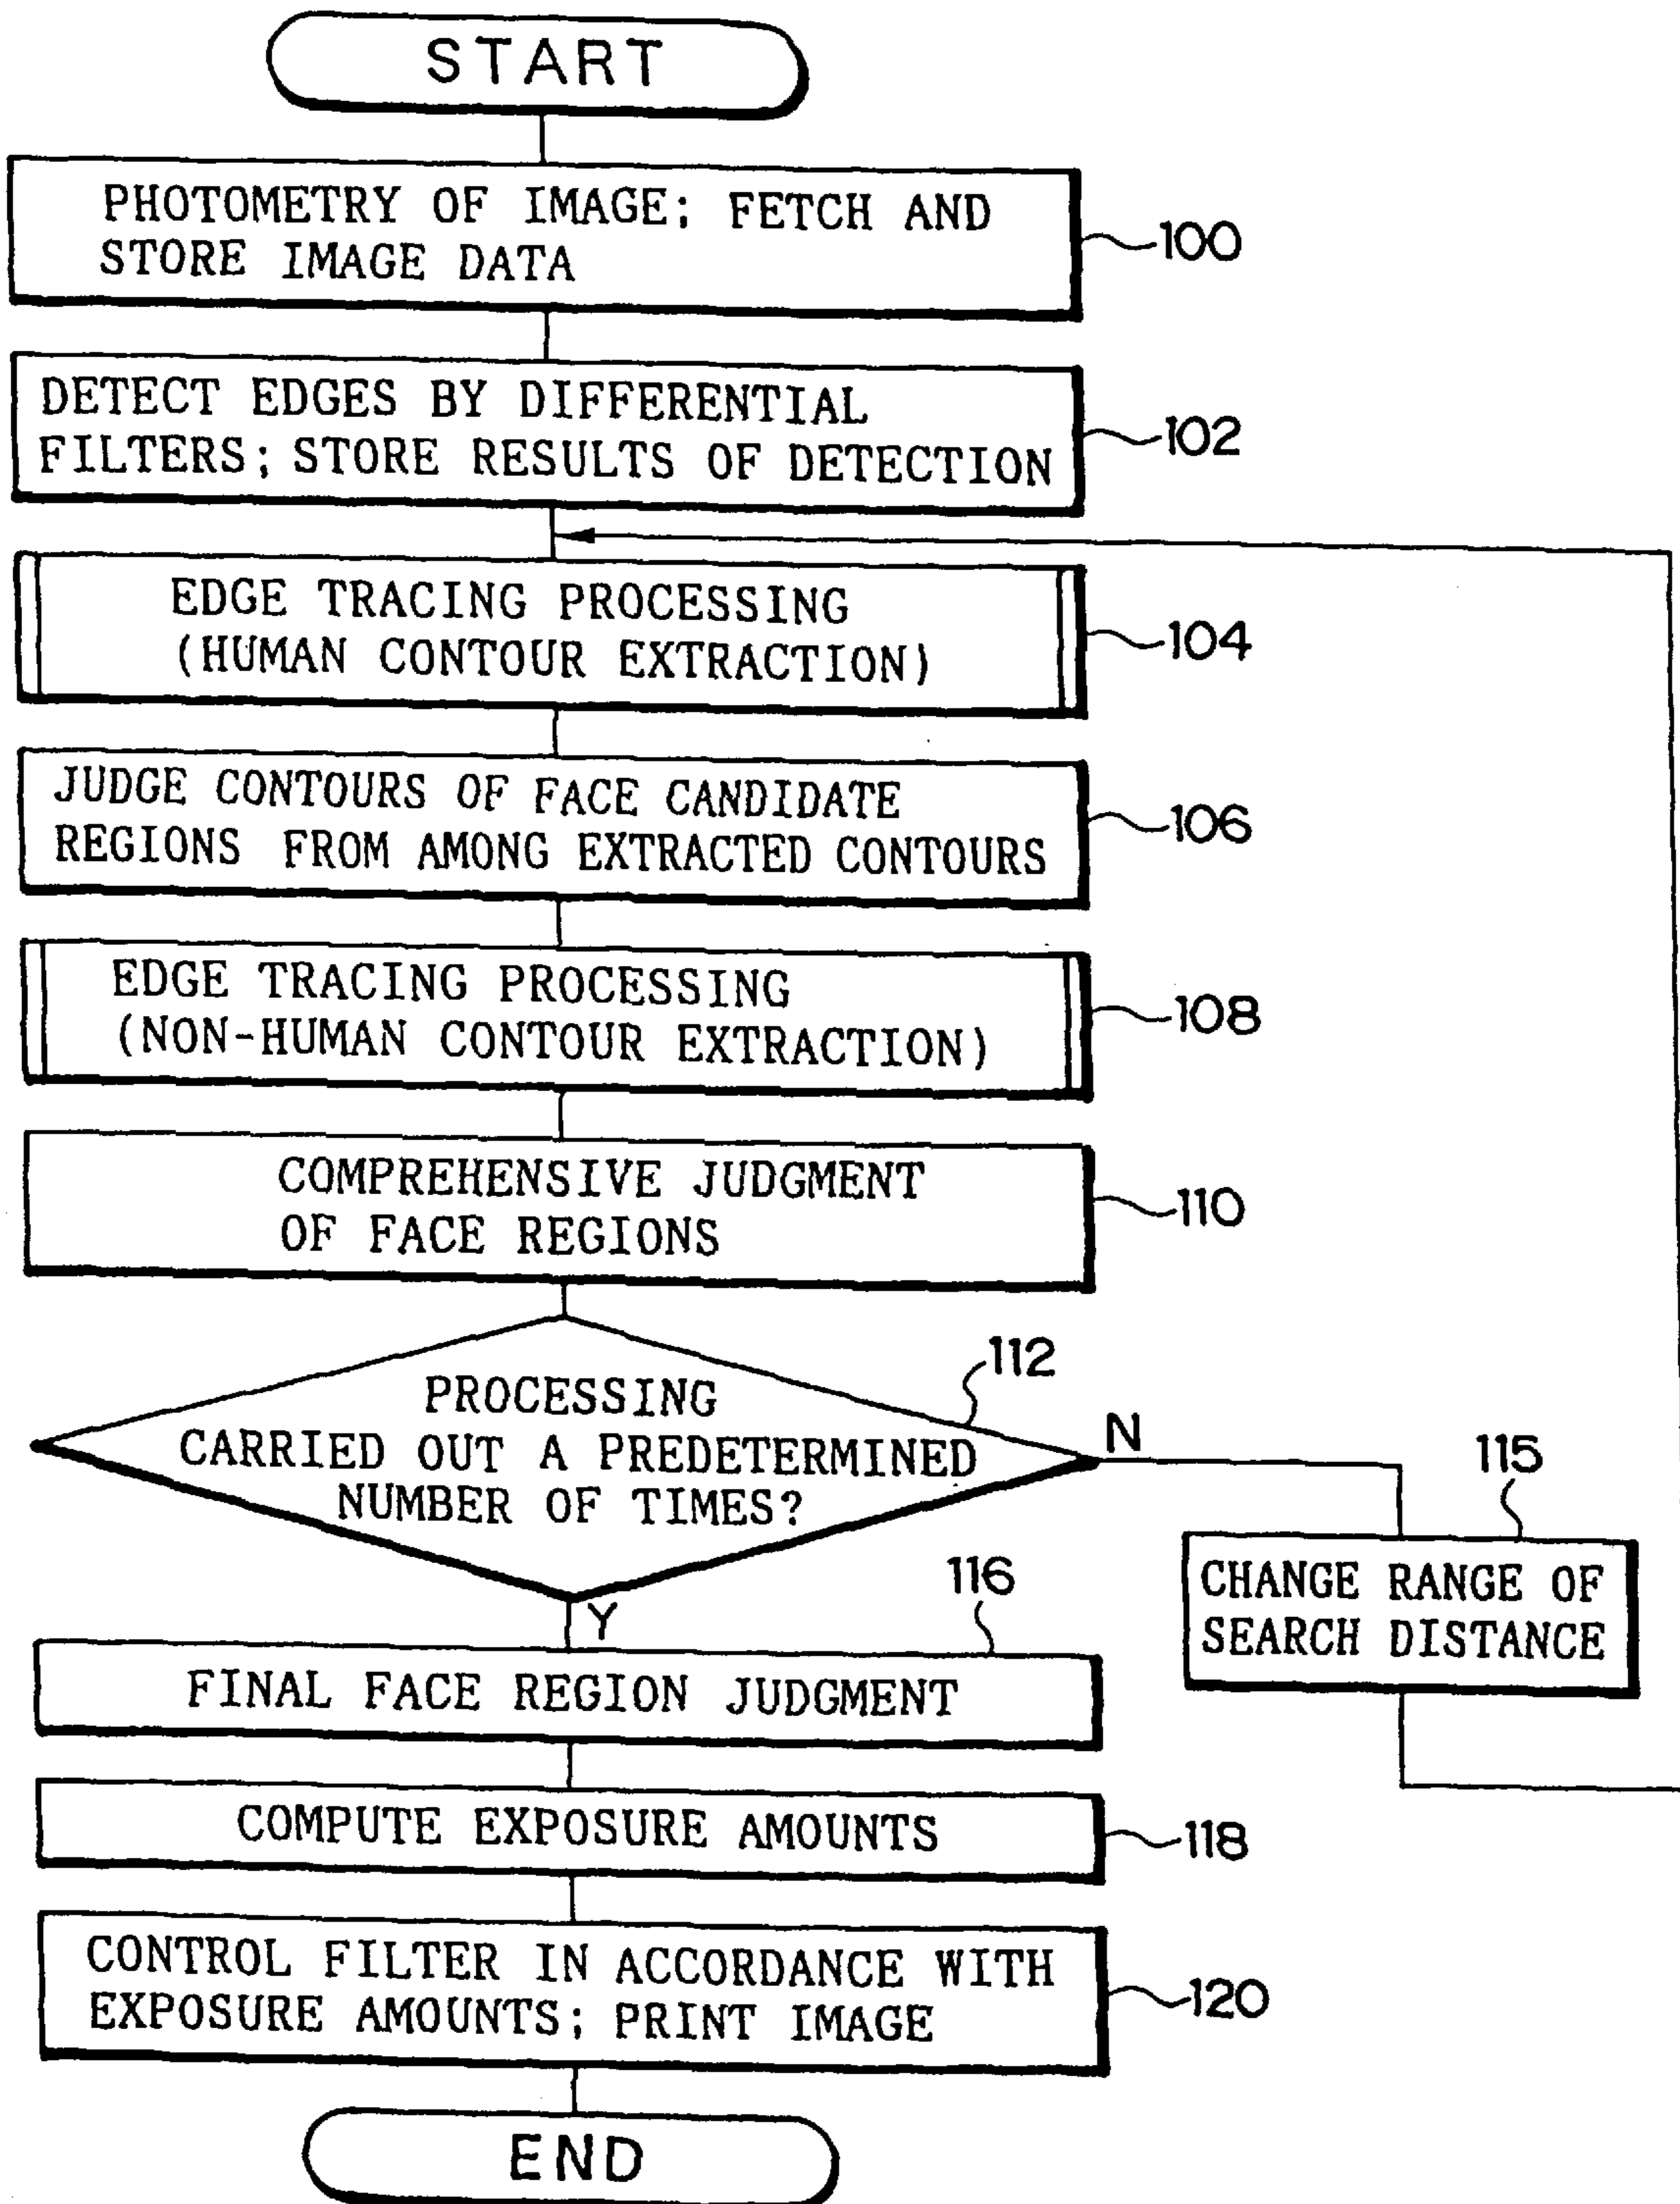 START
PHOTOMETRY OF IMAGE; FETCH AND
STORE IMAGE DATA
100
DETECT EDGES BY DIFFERENTIAL
FILTERS; STORE RESULTS OF DETECTION
102
EDGE TRACING PROCESSING
(HUMAN CONTOUR EXTRACTION)
104
JUDGE CONTOURS OF FACE CANDIDATE
REGIONS FROM AMONG EXTRACTED CONTOURS
106
EDGE TRACING PROCESSING
(NON-HUMAN CONTOUR EXTRACTION)
108
COMPREHENSIVE JUDGMENT
OF FACE REGIONS
110
112
PROCESSING
CARRIED OUT A PREDETERMINED
NUMBER OF TIMES?
N
115
CHANGE RANGE OF
SEARCH DISTANCE
Y
116
FINAL FACE REGION JUDGMENT
COMPUTE EXPOSURE AMOUNTS
118
CONTROL FILTER IN ACCORDANCE WITH
EXPOSURE AMOUNTS; PRINT IMAGE
120
END